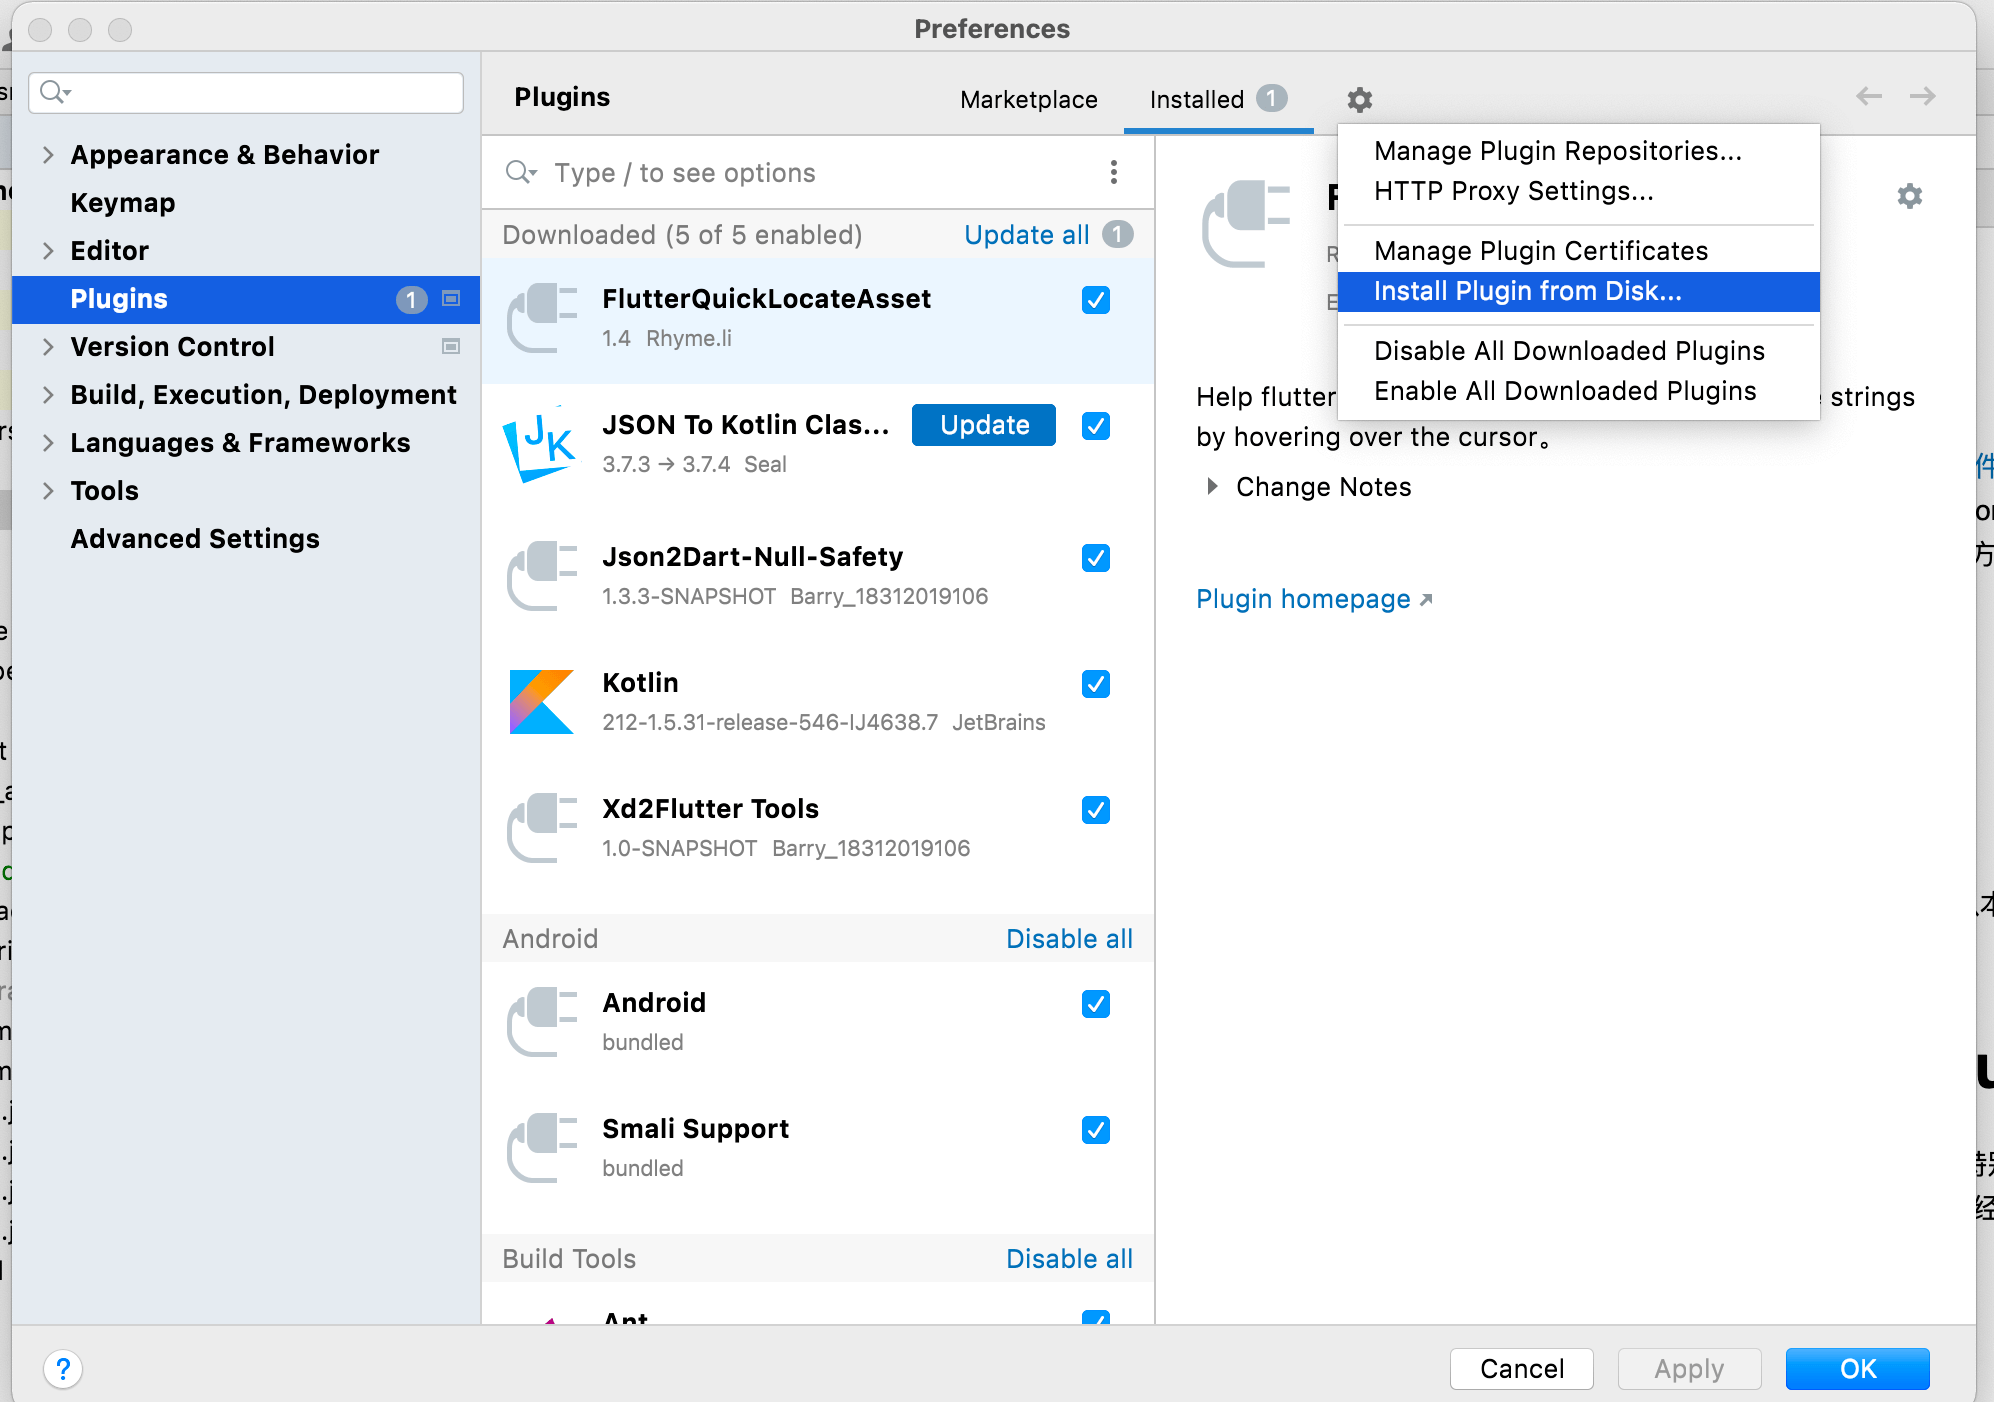 Preferences
Appearance & Behavior
Keymap
Editor
Plugins 1
Version Control
Build, Execution, Deployment
Languages & Frameworks
Tools
Advanced Settings
Plugins
Marketplace
Installed 1
Type / to see options
Downloaded (5 of 5 enabled)
Update all 1
FlutterQuickLocateAsset
1.4 Rhyme.li
JSON To Kotlin Clas...
Update
3.7.3 → 3.7.4 Seal
Json2Dart-Null-Safety
1.3.3-SNAPSHOT Barry_18312019106
Kotlin
212-1.5.31-release-546-IJ4638.7 JetBrains
Xd2Flutter Tools
1.0-SNAPSHOT Barry_18312019106
Android
Disable all
Android
bundled
Smali Support
bundled
Build Tools
Disable all
Ant
Manage Plugin Repositories...
HTTP Proxy Settings...
Manage Plugin Certificates
Install Plugin from Disk...
Disable All Downloaded Plugins
Enable All Downloaded Plugins
Help flutter
strings
by hovering over the cursor。
Change Notes
Plugin homepage
?
Cancel
Apply
OK